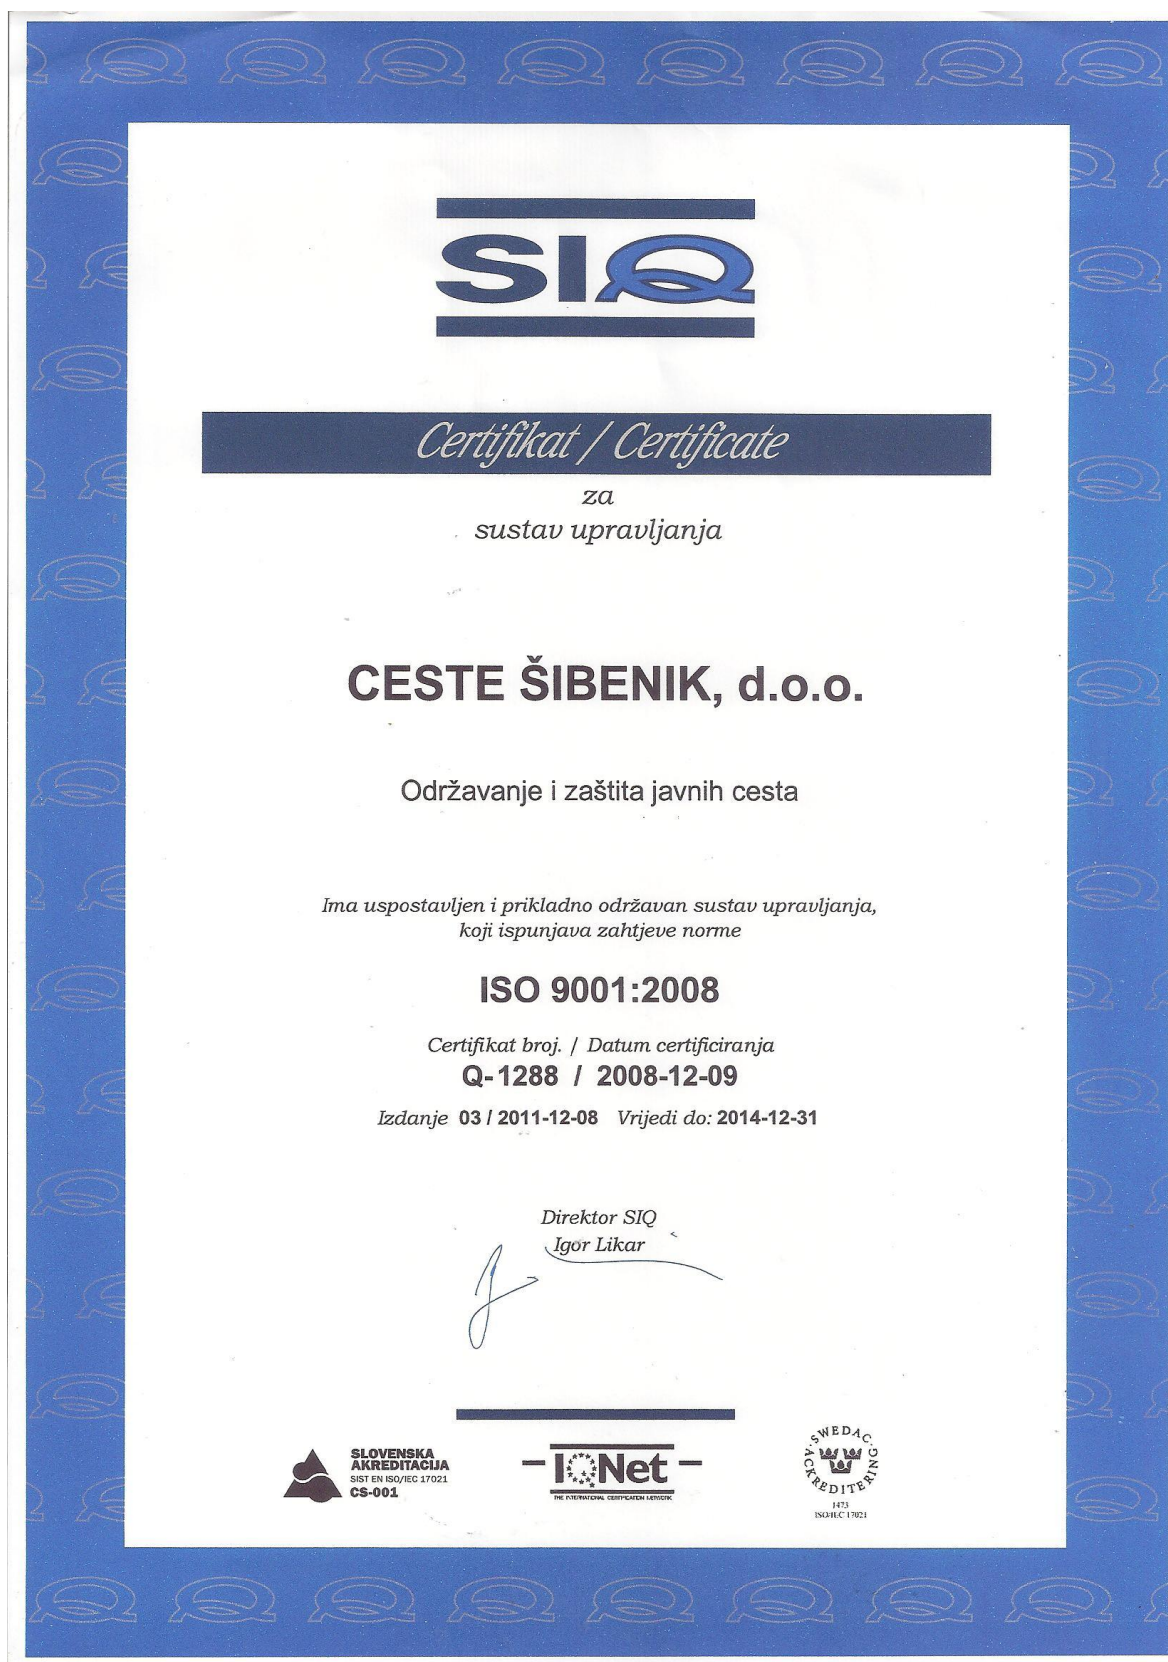 SIQ
Certifikat / Certificate
za
sustav upravljanja
CESTE ŠIBENIK, d.o.o.
Održavanje i zaštita javnih cesta
Ima uspostavljen i prikladno održavan sustav upravljanja,
koji ispunjava zahtjeve norme
ISO 9001:2008
Certifikat broj. / Datum certificiranja
Q-1288 / 2008-12-09
Izdanje 03 / 2011-12-08 Vrijedi do: 2014-12-31
Direktor SIQ
Igor Likar
SLOVENSKA
AKREDITACIJA
SIST EN ISO/IEC 17021
CS-001
IQNet
THE INTERNATIONAL CERTIFICATION NETWORK
SWEDAC
ACKREDITERING
1473
ISO/IEC 17021